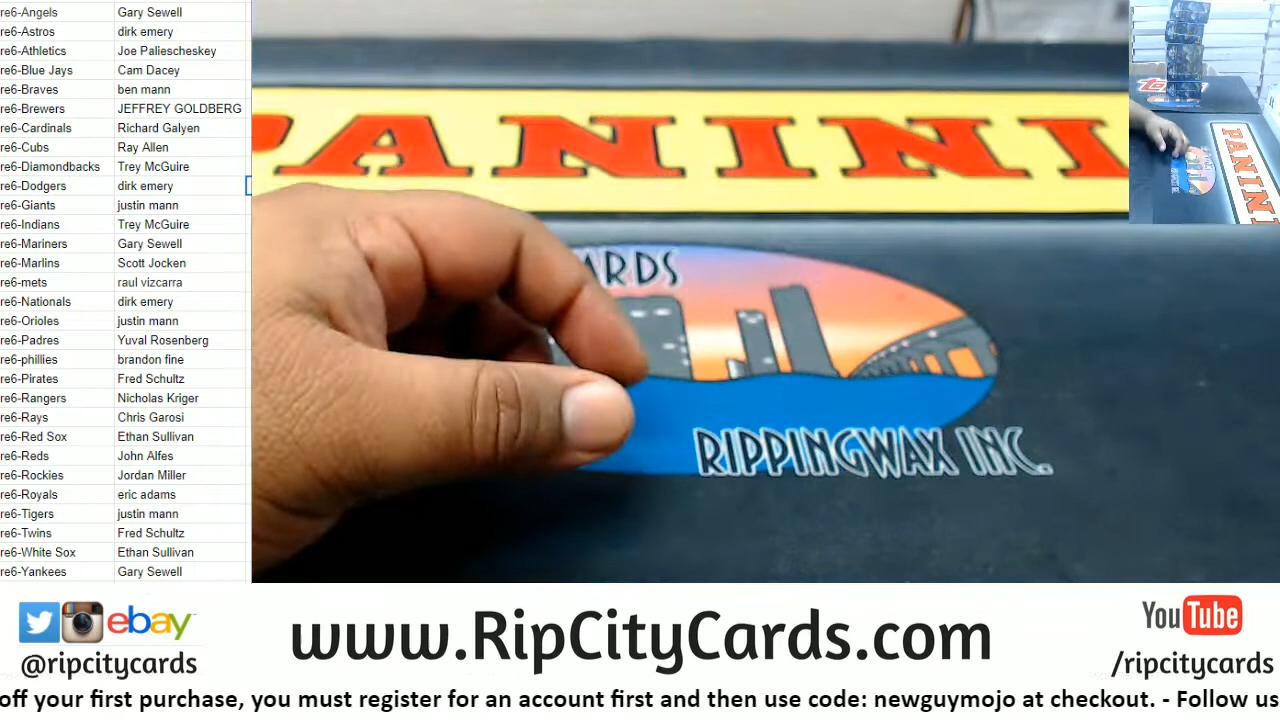 re6-Angels Gary Sewell
re6-Astros dirk emery
re6-Athletics Joe Paliescheskey
re6-Blue Jays Cam Dacey
re6-Braves ben mann
re6-Brewers JEFFREY GOLDBERG
re6-Cardinals Richard Galyen
re6-Cubs Ray Allen
re6-Diamondbacks Trey McGuire
re6-Dodgers dirk emery
re6-Giants justin mann
re6-Indians Trey McGuire
re6-Mariners Gary Sewell
re6-Marlins Scott Jocken
re6-mets raul vizcarra
re6-Nationals dirk emery
re6-Orioles justin mann
re6-Padres Yuval Rosenberg
re6-phillies brandon fine
re6-Pirates Fred Schultz
re6-Rangers Nicholas Kriger
re6-Rays Chris Garosi
re6-Red Sox Ethan Sullivan
re6-Reds John Alfes
re6-Rockies Jordan Miller
re6-Royals eric adams
re6-Tigers justin mann
re6-Twins Fred Schultz
re6-White Sox Ethan Sullivan
re6-Yankees Gary Sewell
PANINI
ARDS
RIPPINGWAX INC.
PANINI
ebay
@ripcitycards
www.RipCityCards.com
YouTube
/ripcitycards
off your first purchase, you must register for an account first and then use code: newguymojo at checkout. - Follow us